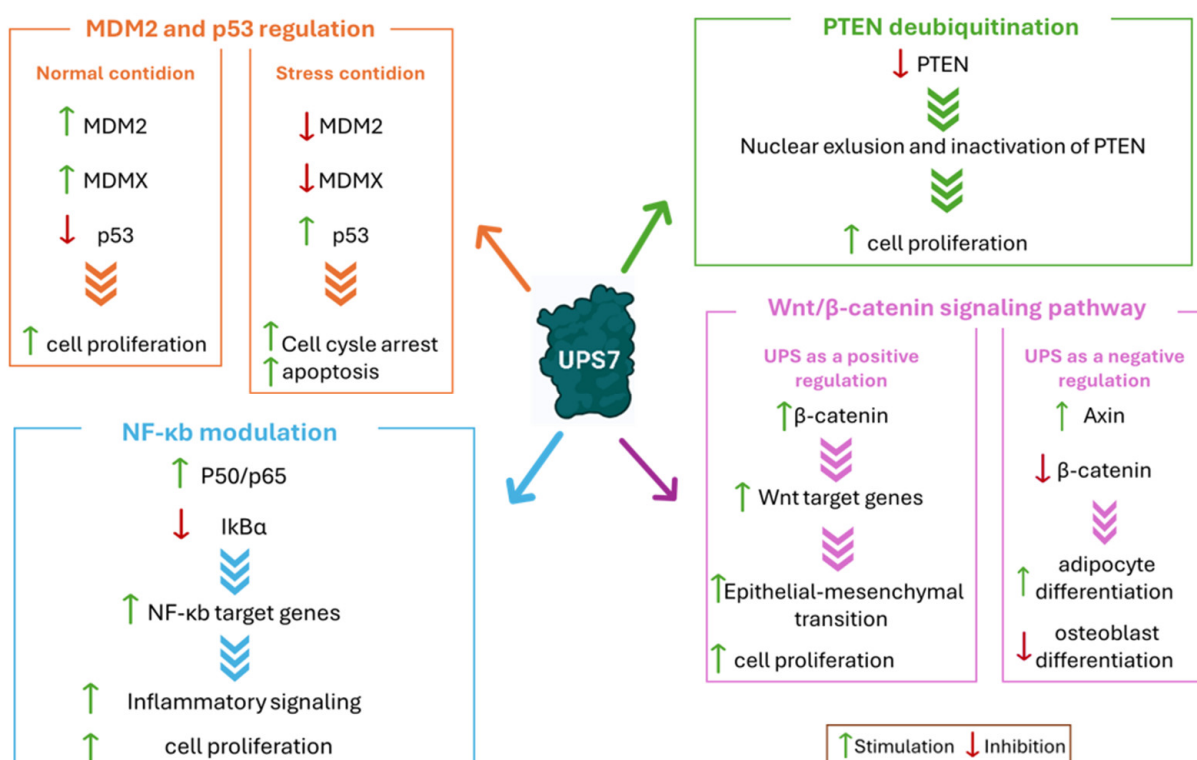 MDM2 and p53 regulation
Normal contidion
↑ MDM2
↑ MDMX
↓ p53
↑ cell proliferation
Stress contidion
↓ MDM2
↓ MDMX
↑ p53
↑ Cell cysle arrest
↑ apoptosis
PTEN deubiquitination
↓ PTEN
Nuclear exlusion and inactivation of PTEN
↑ cell proliferation
UPS7
NF-κb modulation
↑ P50/p65
↓ IkBα
↑ NF-κb target genes
↑ Inflammatory signaling
↑ cell proliferation
Wnt/β-catenin signaling pathway
UPS as a positive
regulation
↑ β-catenin
↑ Wnt target genes
↑ Epithelial-mesenchymal
transition
↑ cell proliferation
UPS as a negative
regulation
↑ Axin
↓ β-catenin
↑ adipocyte
differentiation
↓ osteoblast
differentiation
↑ Stimulation ↓ Inhibition